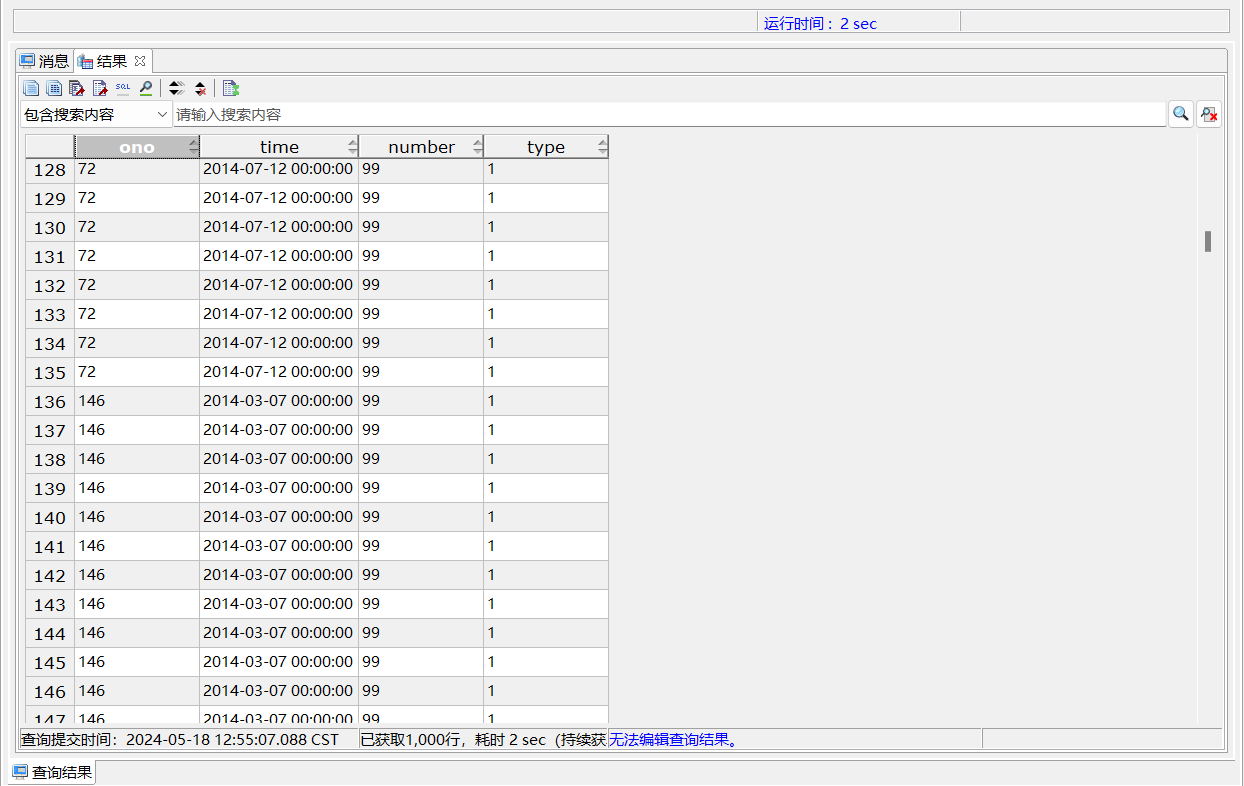 运行时间： 2 sec
消息 结果
SQL
包含搜索内容 请输入搜索内容
ono time number type
128 72 2014-07-12 00:00:00 99 1
129 72 2014-07-12 00:00:00 99 1
130 72 2014-07-12 00:00:00 99 1
131 72 2014-07-12 00:00:00 99 1
132 72 2014-07-12 00:00:00 99 1
133 72 2014-07-12 00:00:00 99 1
134 72 2014-07-12 00:00:00 99 1
135 72 2014-07-12 00:00:00 99 1
136 146 2014-03-07 00:00:00 99 1
137 146 2014-03-07 00:00:00 99 1
138 146 2014-03-07 00:00:00 99 1
139 146 2014-03-07 00:00:00 99 1
140 146 2014-03-07 00:00:00 99 1
141 146 2014-03-07 00:00:00 99 1
142 146 2014-03-07 00:00:00 99 1
143 146 2014-03-07 00:00:00 99 1
144 146 2014-03-07 00:00:00 99 1
145 146 2014-03-07 00:00:00 99 1
146 146 2014-03-07 00:00:00 99 1
147 146 2014-03-07 00:00:00 99 1
查询提交时间：2024-05-18 12:55:07.088 CST 已获取1,000行，耗时 2 sec（持续获 无法编辑查询结果。
查询结果